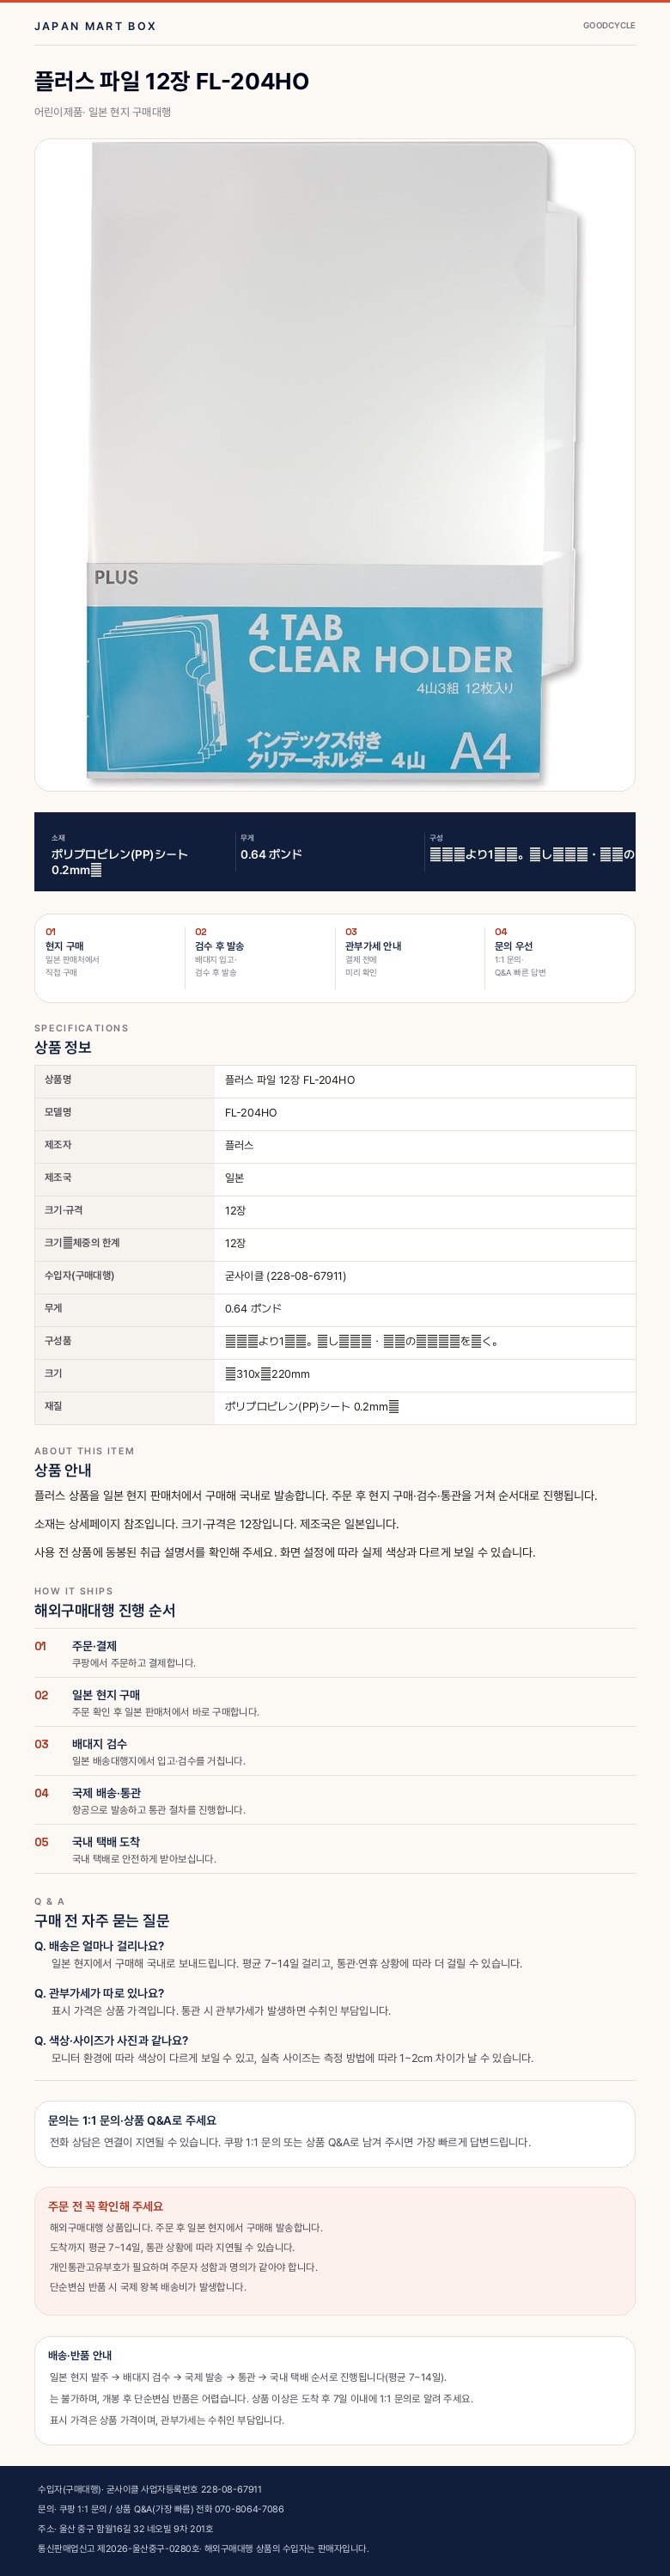 JAPAN MART BOX
GOODCYCLE
플러스 파일 12장 FL-204HO
어린이제품· 일본 현지 구매대행
PLUS
4 TAB
CLEAR HOLDER
4山3組 12枚入り
インデックス付き
クリアーホルダー 4山 A4
소재
ポリプロピレン(PP)シート
0.2mm
무게
0.64 ポンド
구성
より1 。 し ・ の
01
현지 구매
일본 판매처에서
직접 구매
02
검수 후 발송
배대지 입고·
검수 후 발송
03
관부가세 안내
결제 전에
미리 확인
04
문의 우선
1:1 문의·
Q&A 빠른 답변
SPECIFICATIONS
상품 정보
상품명 플러스 파일 12장 FL-204HO
모델명 FL-204HO
제조자 플러스
제조국 일본
크기·규격 12장
크기 체중의 한계 12장
수입자(구매대행) 굳사이클 (228-08-67911)
무게 0.64 ポンド
구성품 より1 。 し ・ の を く。
크기 310x 220mm
재질 ポリプロピレン(PP)シート 0.2mm
ABOUT THIS ITEM
상품 안내
플러스 상품을 일본 현지 판매처에서 구매해 국내로 발송합니다. 주문 후 현지 구매·검수·통관을 거쳐 순서대로 진행됩니다.
소재는 상세페이지 참조입니다. 크기·규격은 12장입니다. 제조국은 일본입니다.
사용 전 상품에 동봉된 취급 설명서를 확인해 주세요. 화면 설정에 따라 실제 색상과 다르게 보일 수 있습니다.
HOW IT SHIPS
해외구매대행 진행 순서
01 주문·결제
쿠팡에서 주문하고 결제합니다.
02 일본 현지 구매
주문 확인 후 일본 판매처에서 바로 구매합니다.
03 배대지 검수
일본 배송대행지에서 입고·검수를 거칩니다.
04 국제 배송·통관
항공으로 발송하고 통관 절차를 진행합니다.
05 국내 택배 도착
국내 택배로 안전하게 받아보십니다.
Q & A
구매 전 자주 묻는 질문
Q. 배송은 얼마나 걸리나요?
일본 현지에서 구매해 국내로 보내드립니다. 평균 7~14일 걸리고, 통관·연휴 상황에 따라 더 걸릴 수 있습니다.
Q. 관부가세가 따로 있나요?
표시 가격은 상품 가격입니다. 통관 시 관부가세가 발생하면 수취인 부담입니다.
Q. 색상·사이즈가 사진과 같나요?
모니터 환경에 따라 색상이 다르게 보일 수 있고, 실측 사이즈는 측정 방법에 따라 1~2cm 차이가 날 수 있습니다.
문의는 1:1 문의·상품 Q&A로 주세요
전화 상담은 연결이 지연될 수 있습니다. 쿠팡 1:1 문의 또는 상품 Q&A로 남겨 주시면 가장 빠르게 답변드립니다.
주문 전 꼭 확인해 주세요
해외구매대행 상품입니다. 주문 후 일본 현지에서 구매해 발송합니다.
도착까지 평균 7~14일, 통관 상황에 따라 지연될 수 있습니다.
개인통관고유부호가 필요하며 주문자 성함과 명의가 같아야 합니다.
단순변심 반품 시 국제 왕복 배송비가 발생합니다.
배송·반품 안내
일본 현지 발주 → 배대지 검수 → 국제 발송 → 통관 → 국내 택배 순서로 진행됩니다(평균 7~14일).
는 불가하며, 개봉 후 단순변심 반품은 어렵습니다. 상품 이상은 도착 후 7일 이내에 1:1 문의로 알려 주세요.
표시 가격은 상품 가격이며, 관부가세는 수취인 부담입니다.
수입자(구매대행)· 굳사이클 사업자등록번호 228-08-67911
문의· 쿠팡 1:1 문의 / 상품 Q&A(가장 빠름) 전화 070-8064-7086
주소· 울산 중구 함월16길 32 네오빌 9차 201호
통신판매업신고 제2026-울산중구-0280호· 해외구매대행 상품의 수입자는 판매자입니다.